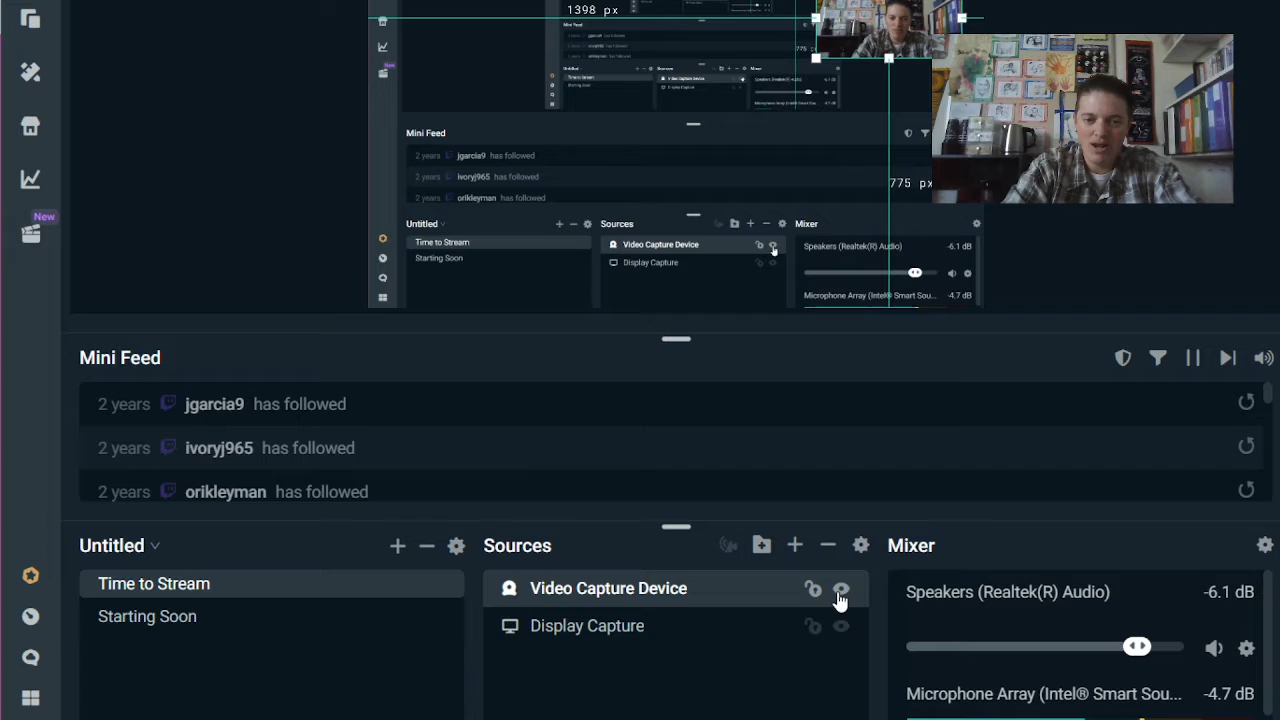 1398 px
Mini Feed
Mini Feed
2 years jgarcia9 has followed
2 years ivoryj965 has followed
2 years orikleyman has followed
775 px
Untitled
Sources
Mixer
Time to Stream
Starting Soon
Video Capture Device
Display Capture
Speakers (Realtek(R) Audio) -6.1 dB
Microphone Array (Intel® Smart Sou... -4.7 dB
New
New
Mini Feed
2 years jgarcia9 has followed
2 years ivoryj965 has followed
2 years orikleyman has followed
Untitled
Sources
Mixer
Time to Stream
Starting Soon
Video Capture Device
Display Capture
Speakers (Realtek(R) Audio) -6.1 dB
Microphone Array (Intel® Smart Sou... -4.7 dB